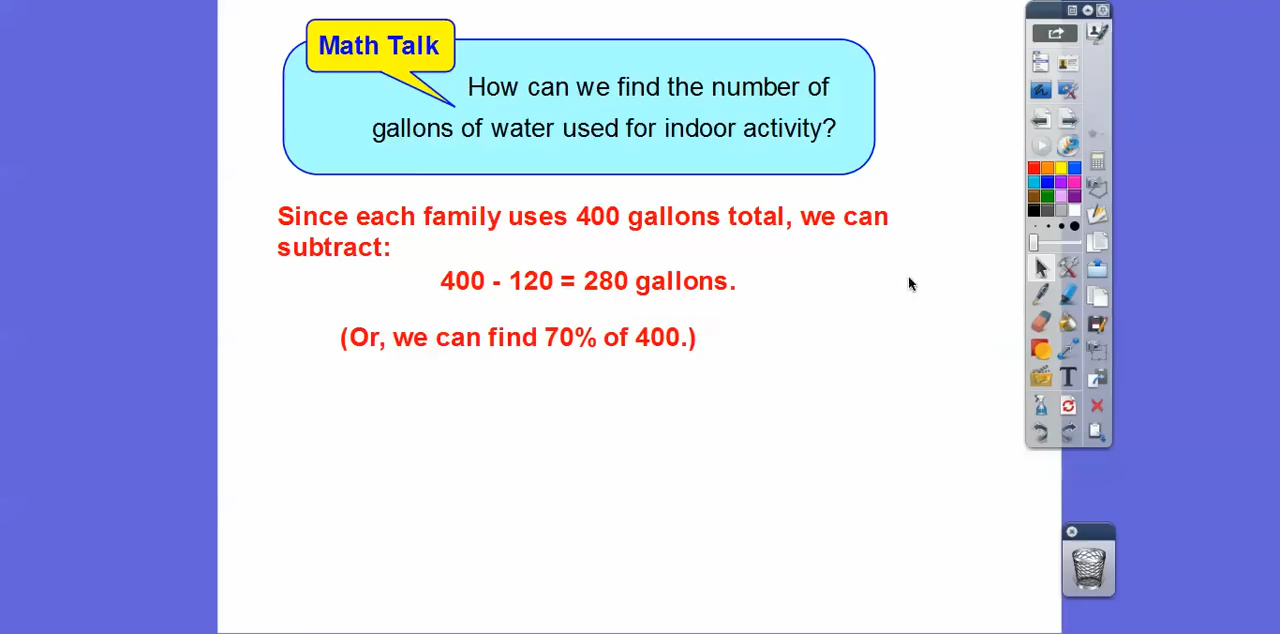 Math Talk
How can we find the number of
gallons of water used for indoor activity?
Since each family uses 400 gallons total, we can
subtract:
400 - 120 = 280 gallons.
(Or, we can find 70% of 400.)